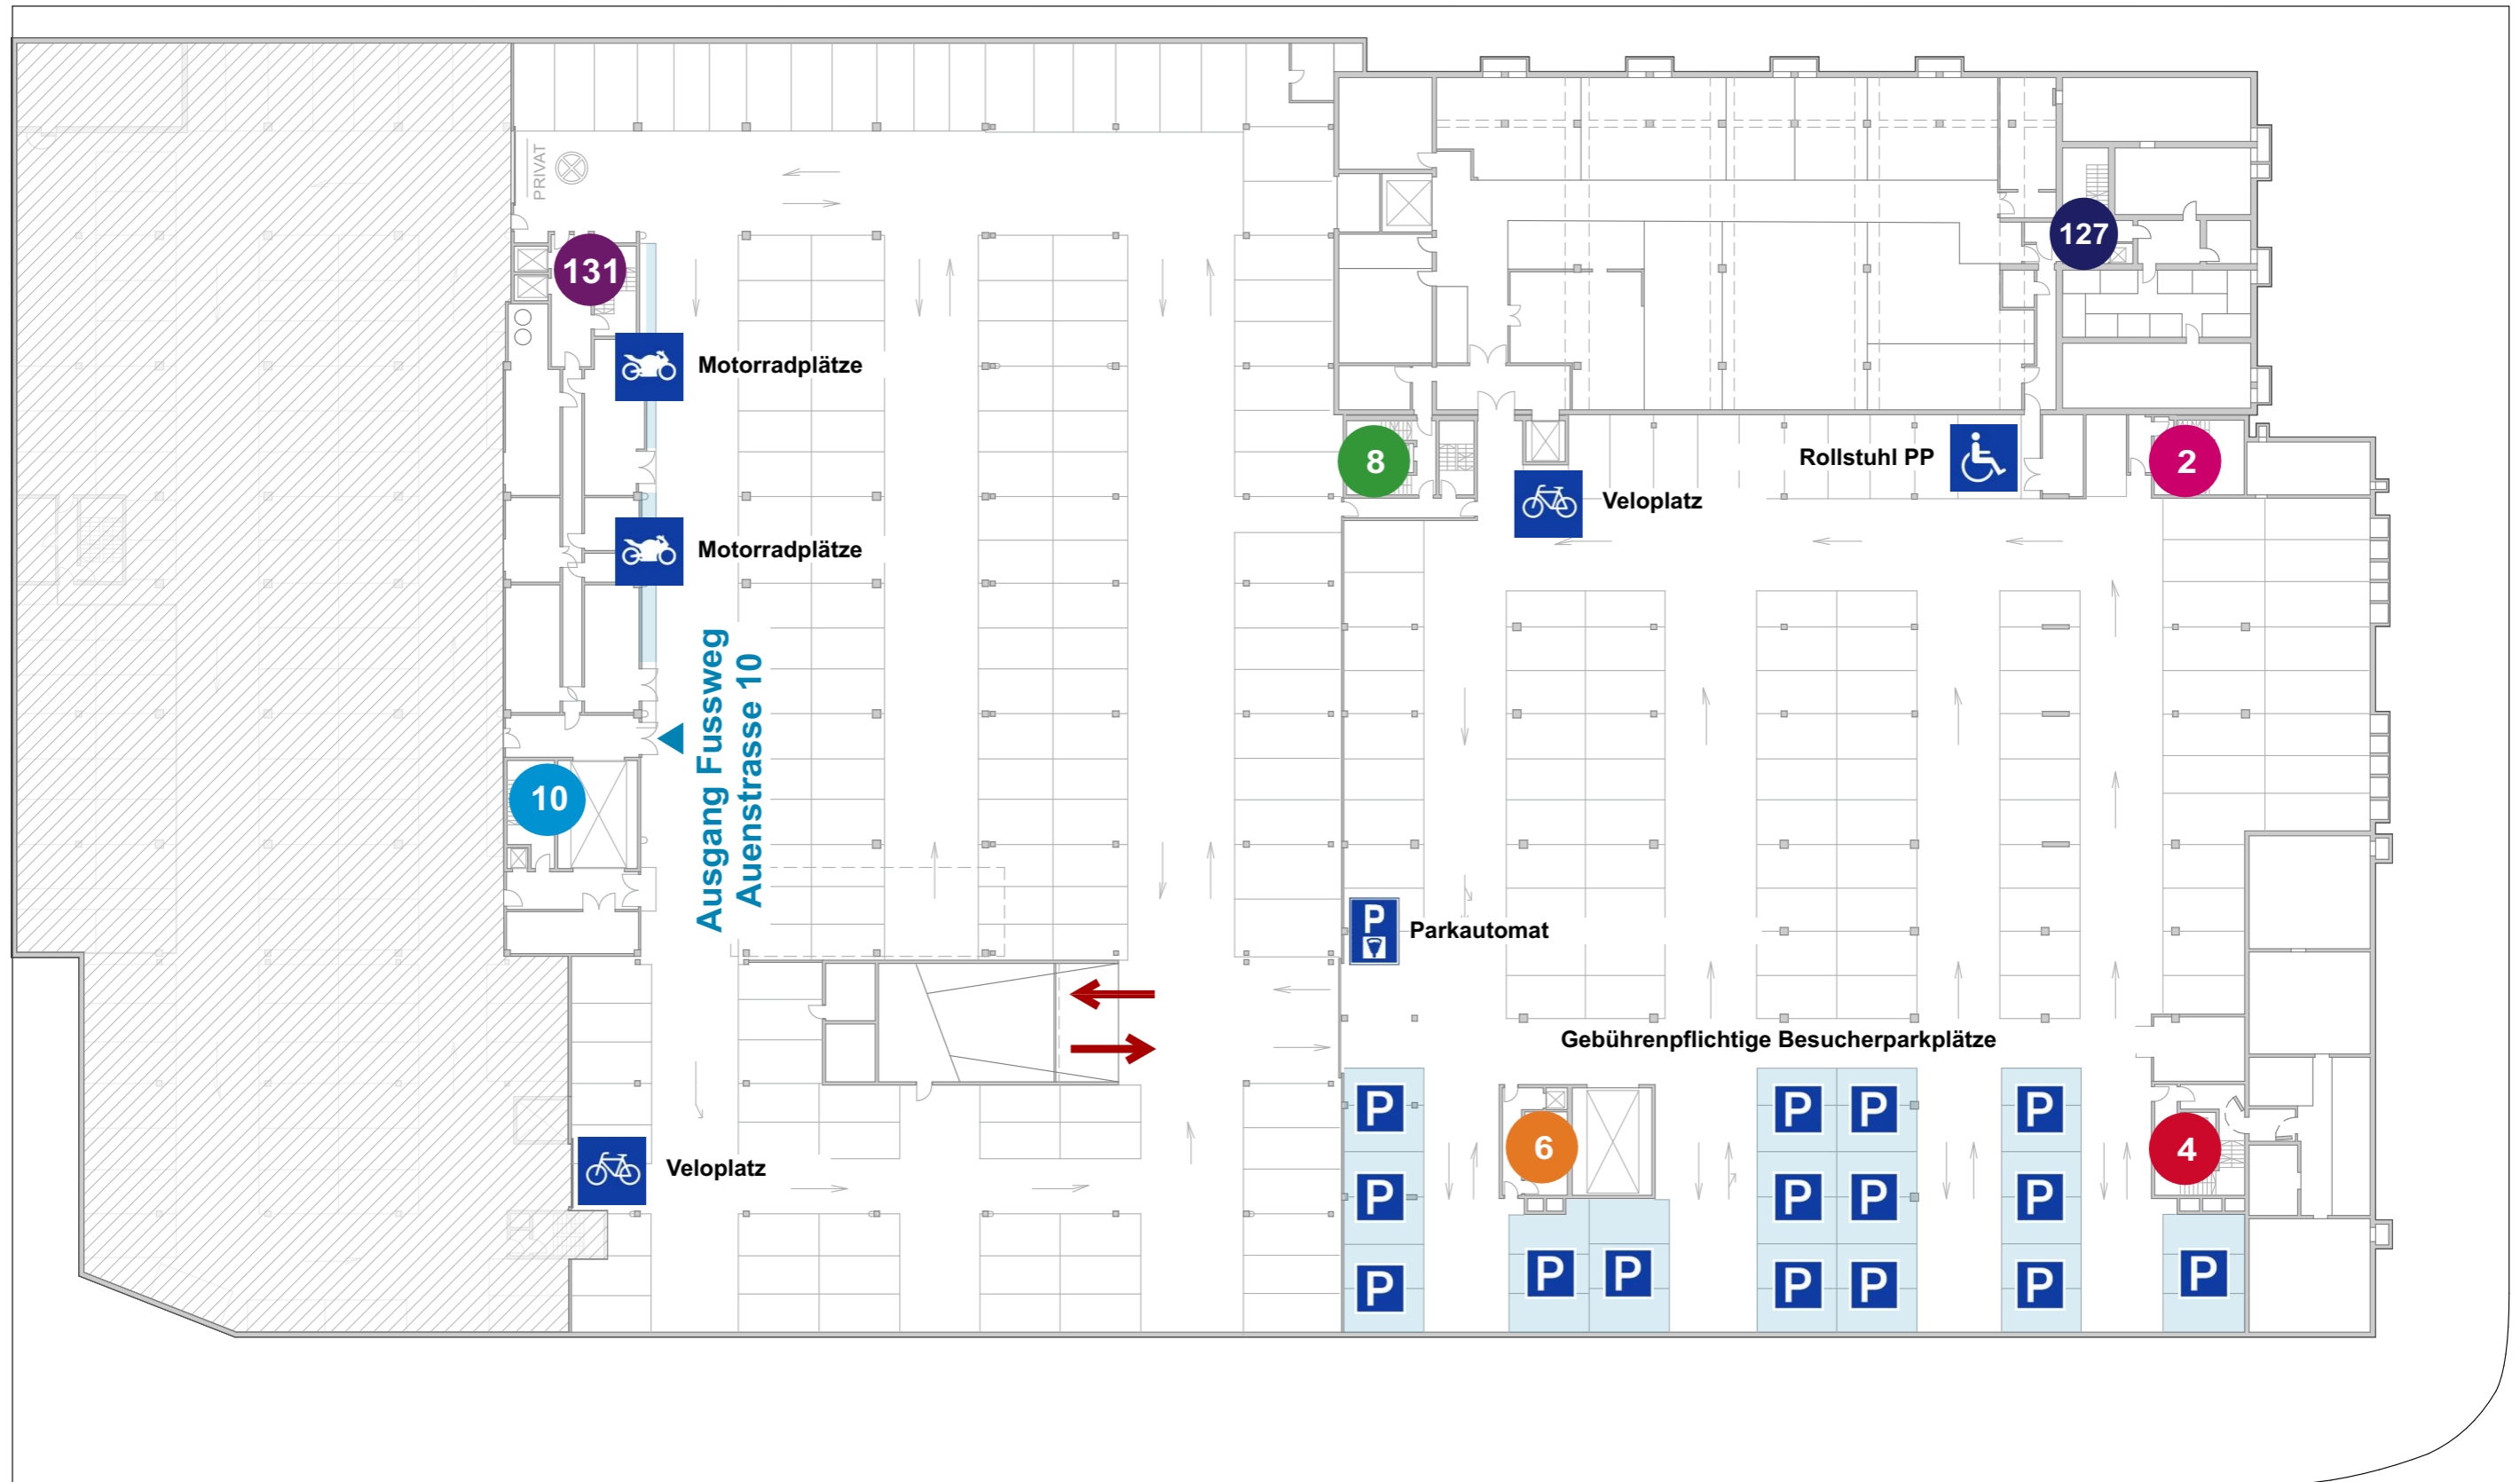 PRIVAT
131
127
Motorradplätze
8
Rollstuhl PP
2
Veloplatz
Motorradplätze
Ausgang Fussweg
Auenstrasse 10
10
P
Parkautomat
Gebührenpflichtige Besucherparkplätze
P
P
P
P
6
4
Veloplatz
P
P
P
P
P
P
P
P
P
P
P